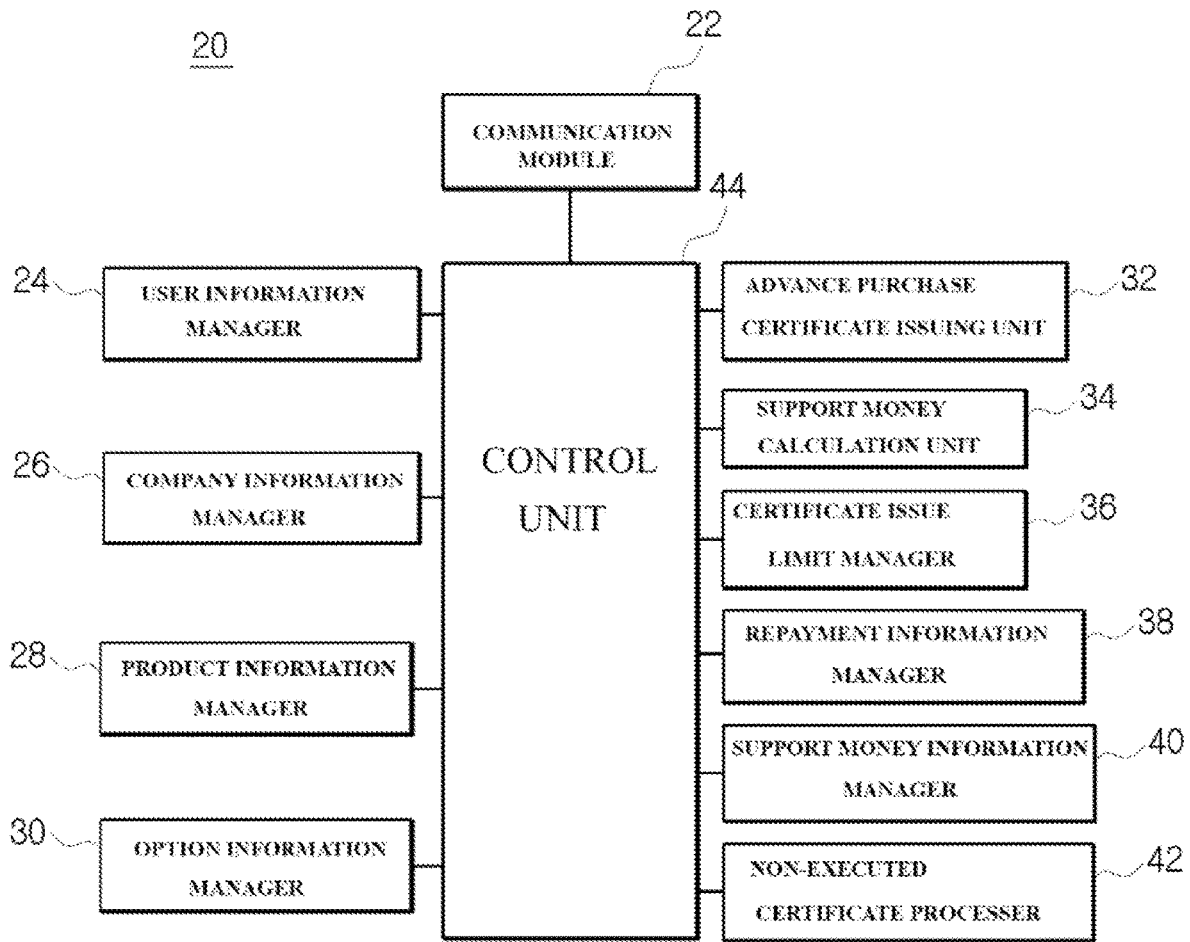 20
22
COMMUNICATION
MODULE
44
24
USER INFORMATION
MANAGER
26
COMPANY INFORMATION
MANAGER
28
PRODUCT INFORMATION
MANAGER
30
OPTION INFORMATION
MANAGER
CONTROL
UNIT
ADVANCE PURCHASE
CERTIFICATE ISSUING UNIT
32
SUPPORT MONEY
CALCULATION UNIT
34
CERTIFICATE ISSUE
LIMIT MANAGER
36
REPAYMENT INFORMATION
MANAGER
38
SUPPORT MONEY INFORMATION
MANAGER
40
NON-EXECUTED
CERTIFICATE PROCESSER
42